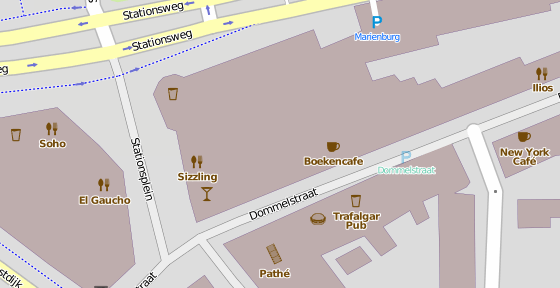 Stationsweg
Stationsweg
Marienburg
Ilios
Soho
Stationsplein
Boekencafe
New York
Café
Sizzling
Dommelstraat
El Gaucho
Dommelstraat
Trafalgar
Pub
Pathé